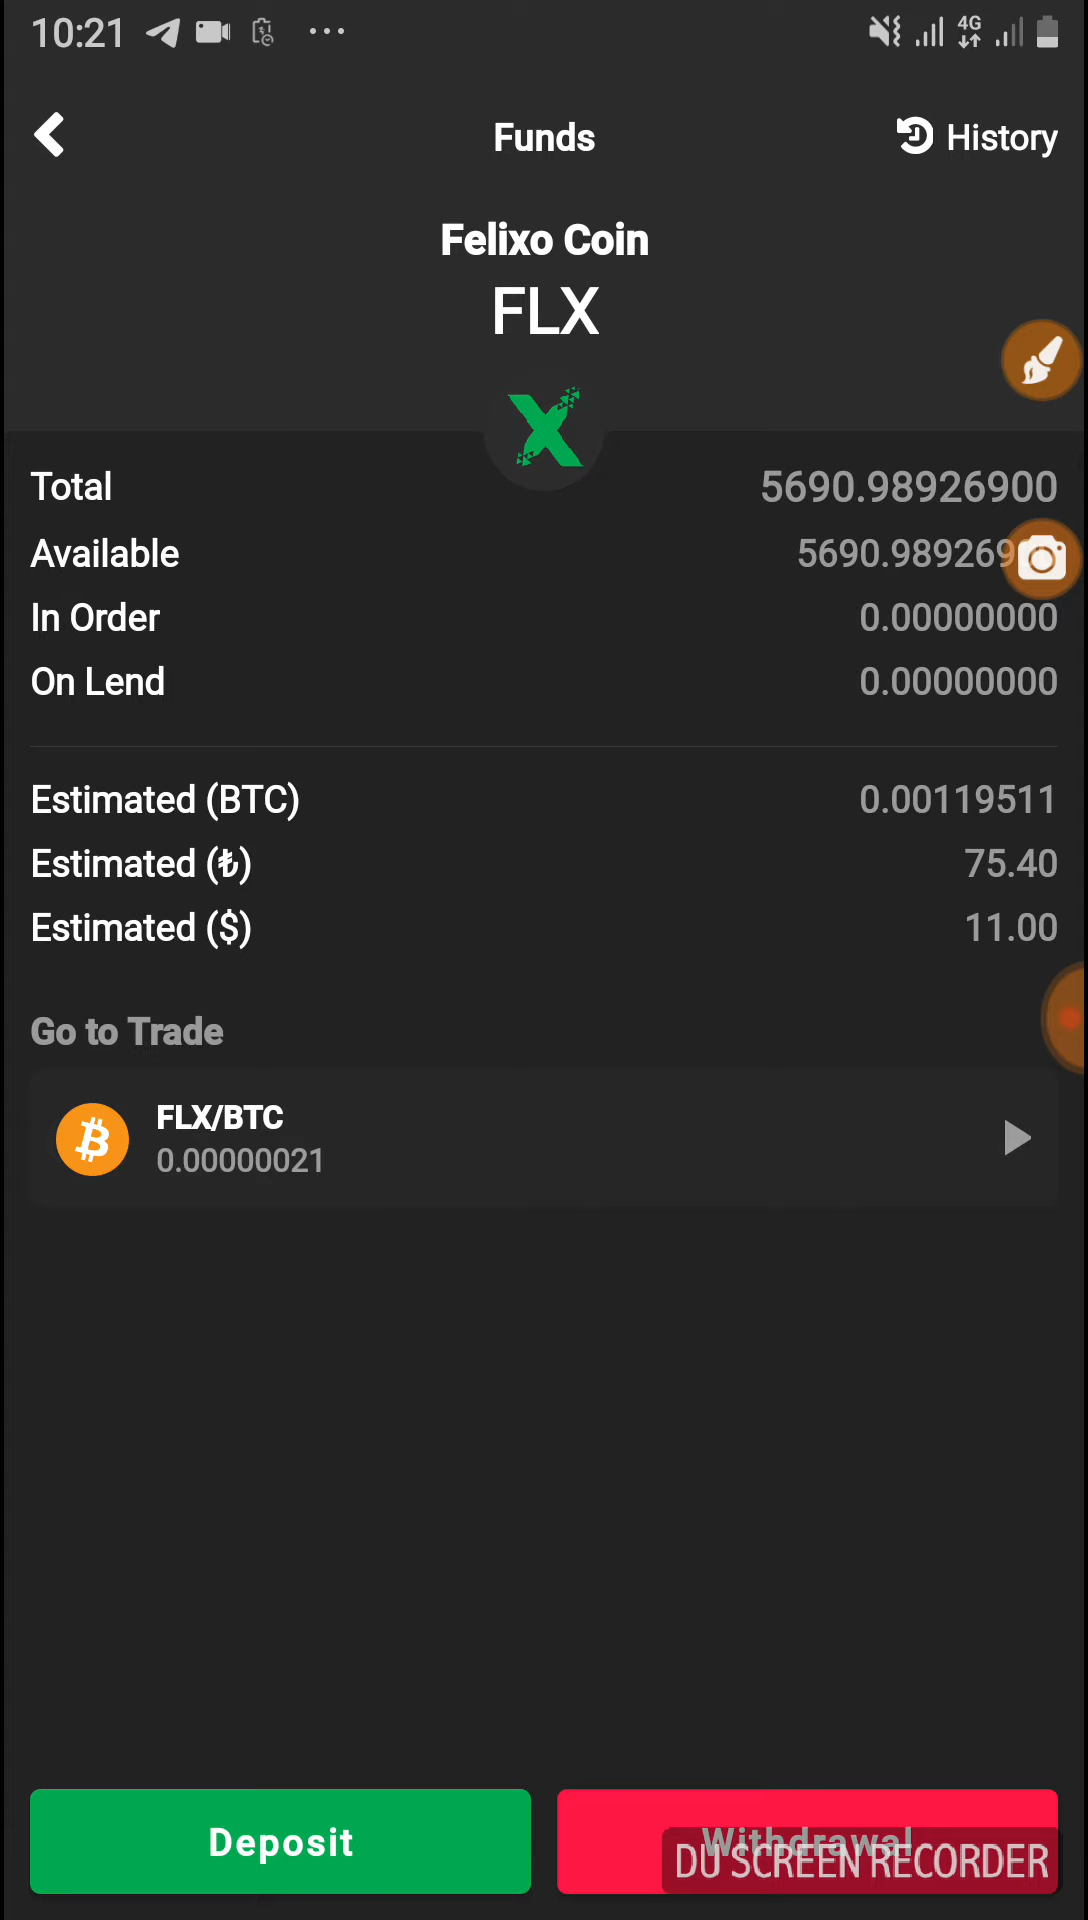 10:21
4G
Funds
History
Felixo Coin
FLX
Total 5690.98926900
Available 5690.989269
In Order 0.00000000
On Lend 0.00000000
Estimated (BTC) 0.00119511
Estimated (₺) 75.40
Estimated ($) 11.00
Go to Trade
FLX/BTC
0.00000021
Deposit
Withdrawal
DU SCREEN RECORDER